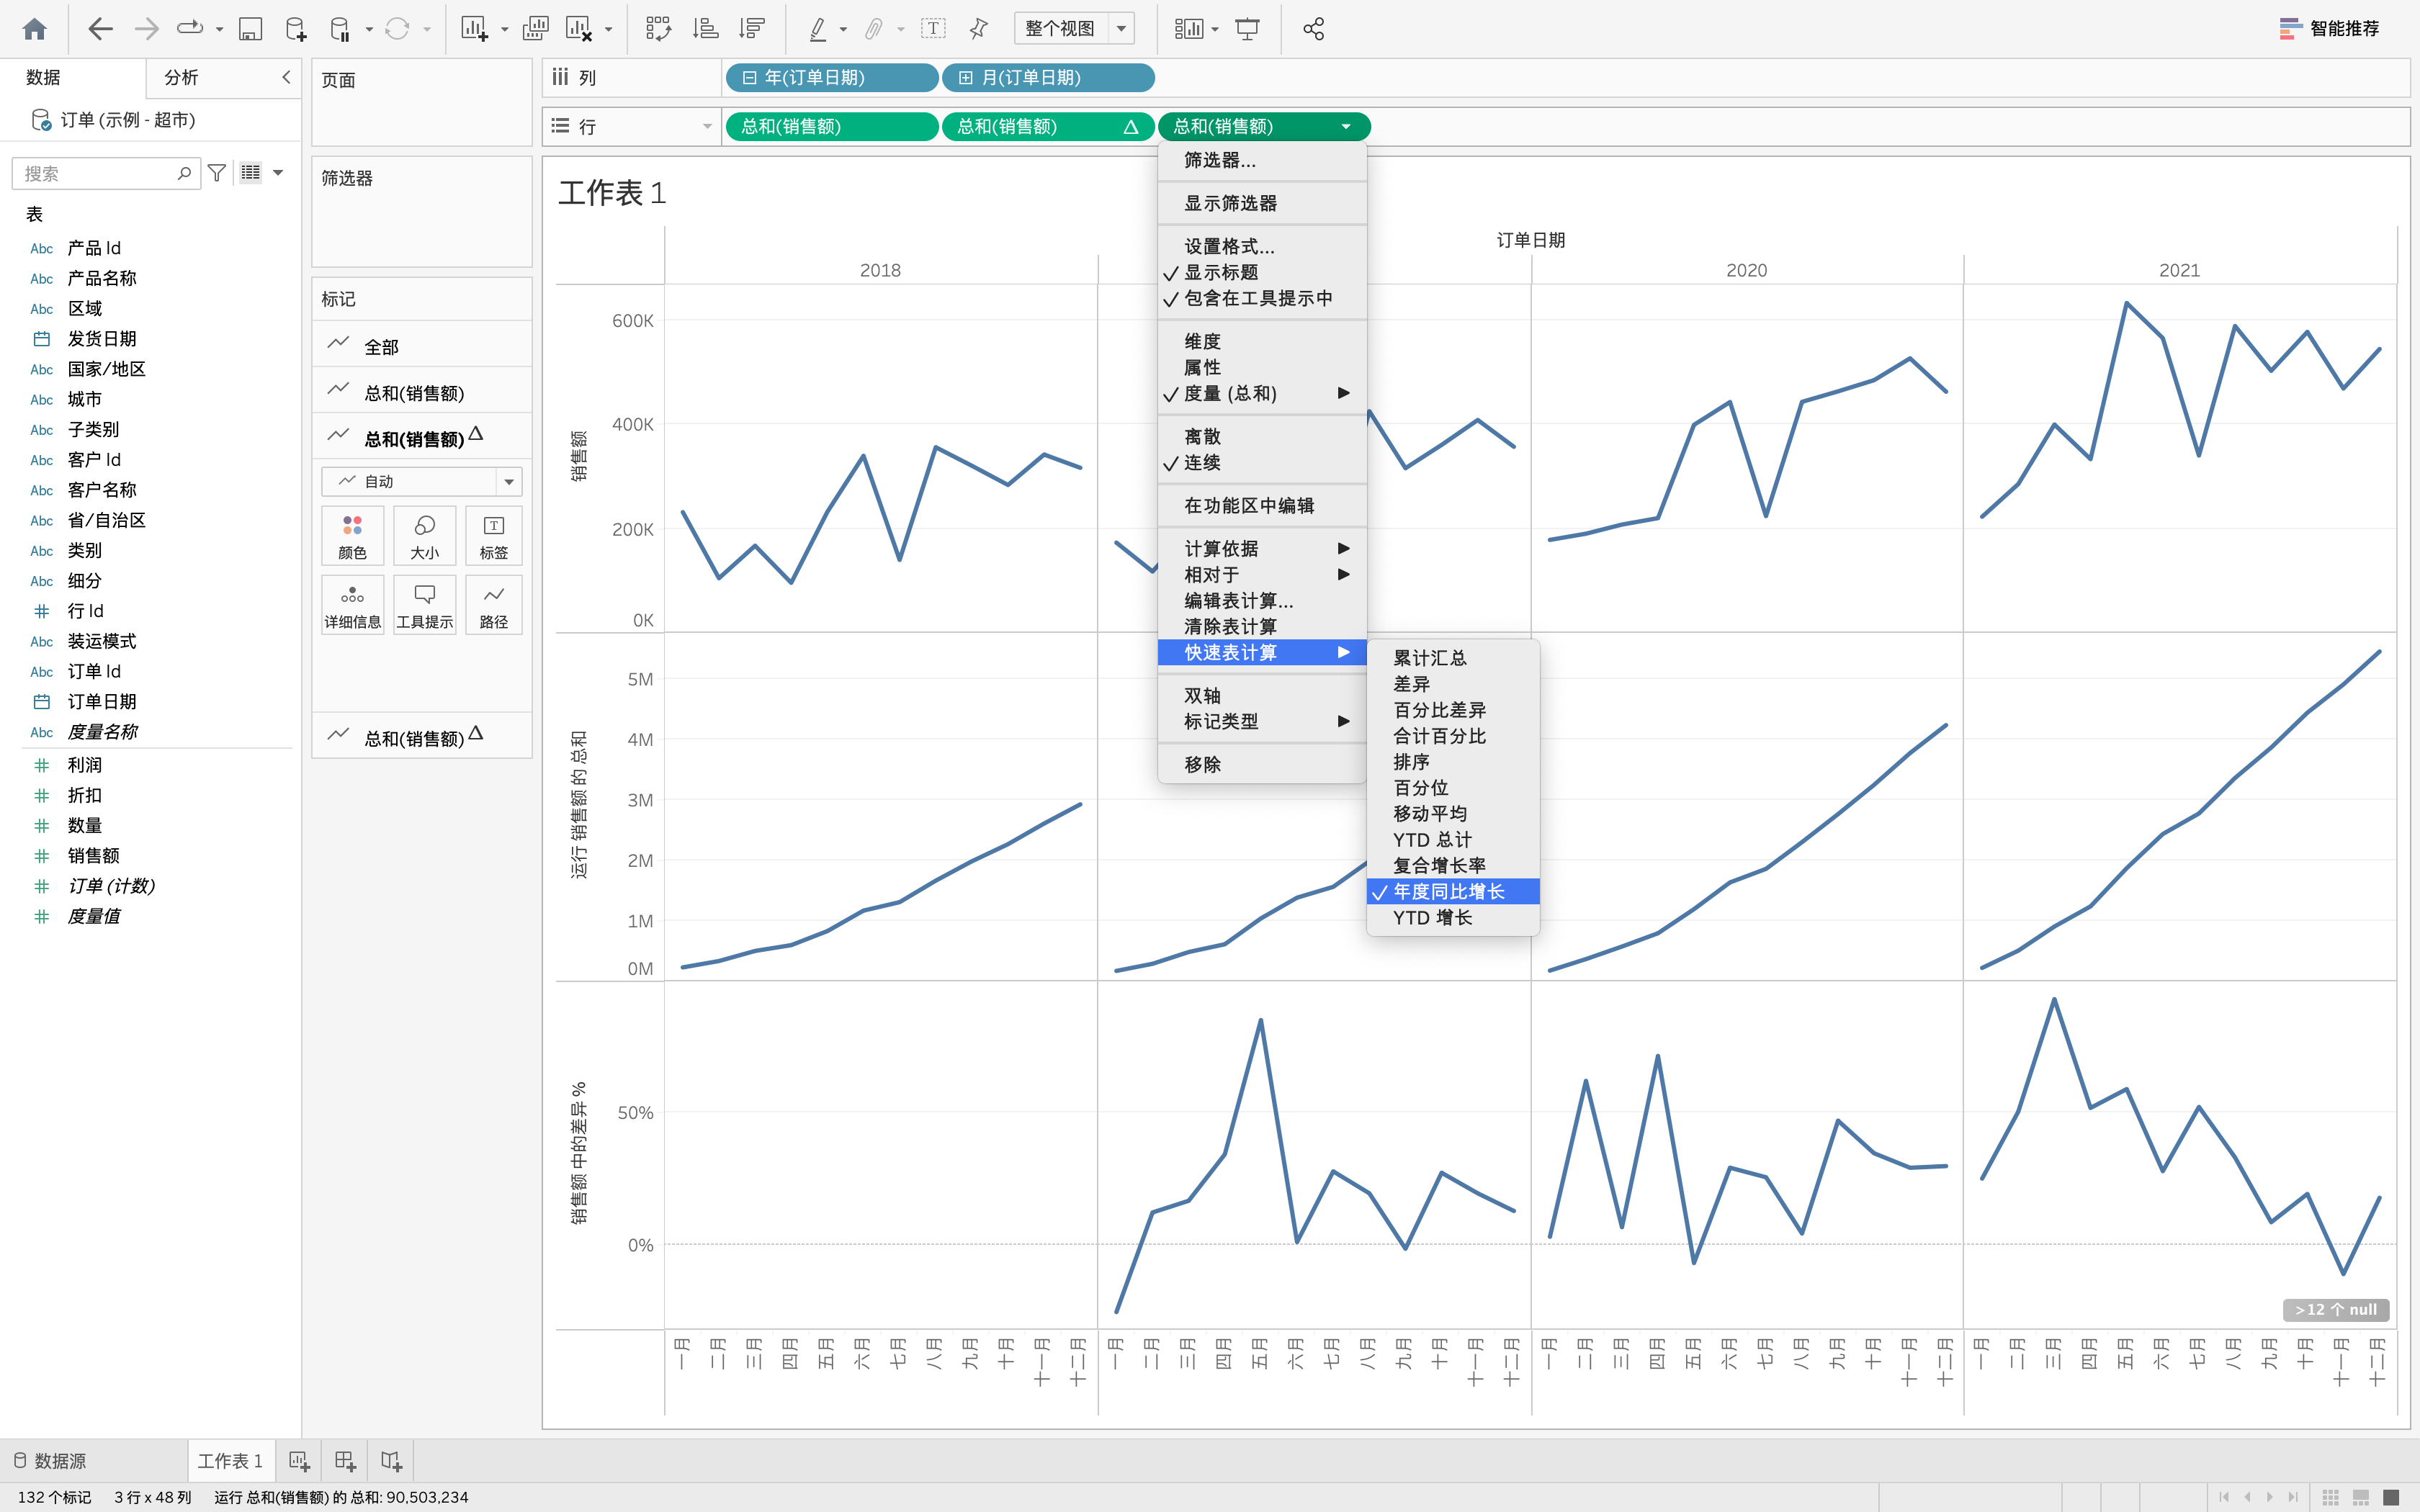 整个视图
智能推荐
数据
分析
订单 (示例 - 超市)
搜索
表
Abc 产品 Id
Abc 产品名称
Abc 区域
发货日期
Abc 国家/地区
Abc 城市
Abc 子类别
Abc 客户 Id
Abc 客户名称
Abc 省/自治区
Abc 类别
Abc 细分
行 Id
Abc 装运模式
Abc 订单 Id
订单日期
Abc 度量名称
利润
折扣
数量
销售额
订单 (计数)
度量值
页面
筛选器
标记
全部
总和(销售额)
总和(销售额) Δ
自动
颜色
大小
T
标签
详细信息
工具提示
路径
总和(销售额) Δ
列
年(订单日期)
月(订单日期)
行
总和(销售额)
总和(销售额) Δ
总和(销售额)
工作表 1
订单日期
2018
2020
2021
销售额
600K
400K
200K
0K
运行 销售额 的 总和
5M
4M
3M
2M
1M
0M
销售额 中的差异 %
50%
0%
筛选器...
显示筛选器
设置格式...
✓ 显示标题
✓ 包含在工具提示中
维度
属性
✓ 度量 (总和)
离散
✓ 连续
在功能区中编辑
计算依据
相对于
编辑表计算...
清除表计算
快速表计算
双轴
标记类型
移除
累计汇总
差异
百分比差异
合计百分比
排序
百分位
移动平均
YTD 总计
复合增长率
✓ 年度同比增长
YTD 增长
>12 个 null
一月 二月 三月 四月 五月 六月 七月 八月 九月 十月 十一月 十二月
一月 二月 三月 四月 五月 六月 七月 八月 九月 十月 十一月 十二月
一月 二月 三月 四月 五月 六月 七月 八月 九月 十月 十一月 十二月
一月 二月 三月 四月 五月 六月 七月 八月 九月 十月 十一月 十二月
数据源
工作表 1
132 个标记
3 行 x 48 列
运行 总和(销售额) 的 总和: 90,503,234